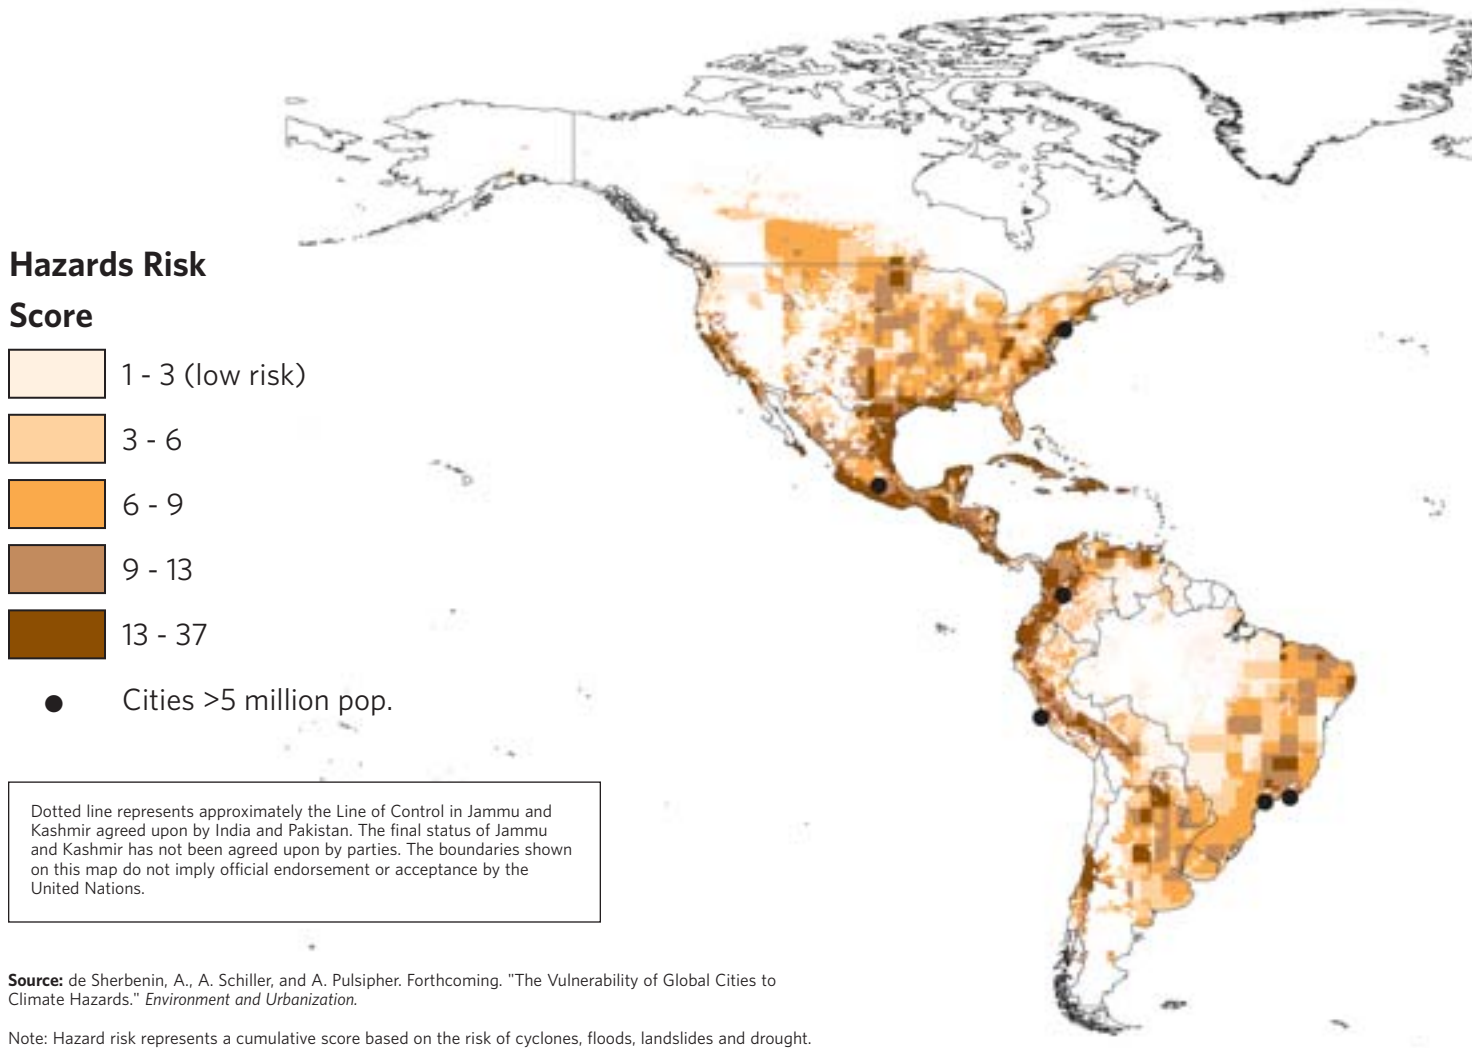 Hazards Risk
Score
1 - 3 (low risk)
3 - 6
6 - 9
9 - 13
13 - 37
Cities >5 million pop.
Dotted line represents approximately the Line of Control in Jammu and
Kashmir agreed upon by India and Pakistan. The final status of Jammu
and Kashmir has not been agreed upon by parties. The boundaries shown
on this map do not imply official endorsement or acceptance by the
United Nations.
Source: de Sherbenin, A., A. Schiller, and A. Pulsipher. Forthcoming. "The Vulnerability of Global Cities to
Climate Hazards." Environment and Urbanization.
Note: Hazard risk represents a cumulative score based on the risk of cyclones, floods, landslides and drought.